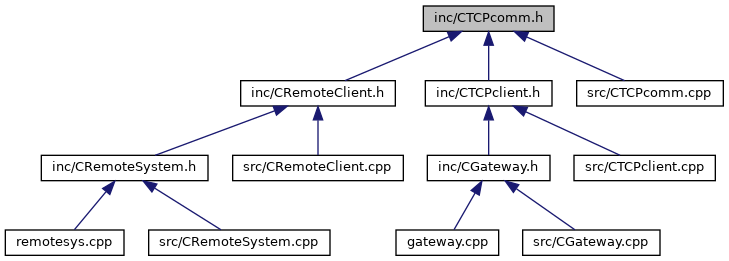 inc/CTCPcomm.h
inc/CRemoteClient.h
inc/CTCPclient.h
src/CTCPcomm.cpp
inc/CRemoteSystem.h
src/CRemoteClient.cpp
inc/CGateway.h
src/CTCPclient.cpp
remotesys.cpp
src/CRemoteSystem.cpp
gateway.cpp
src/CGateway.cpp